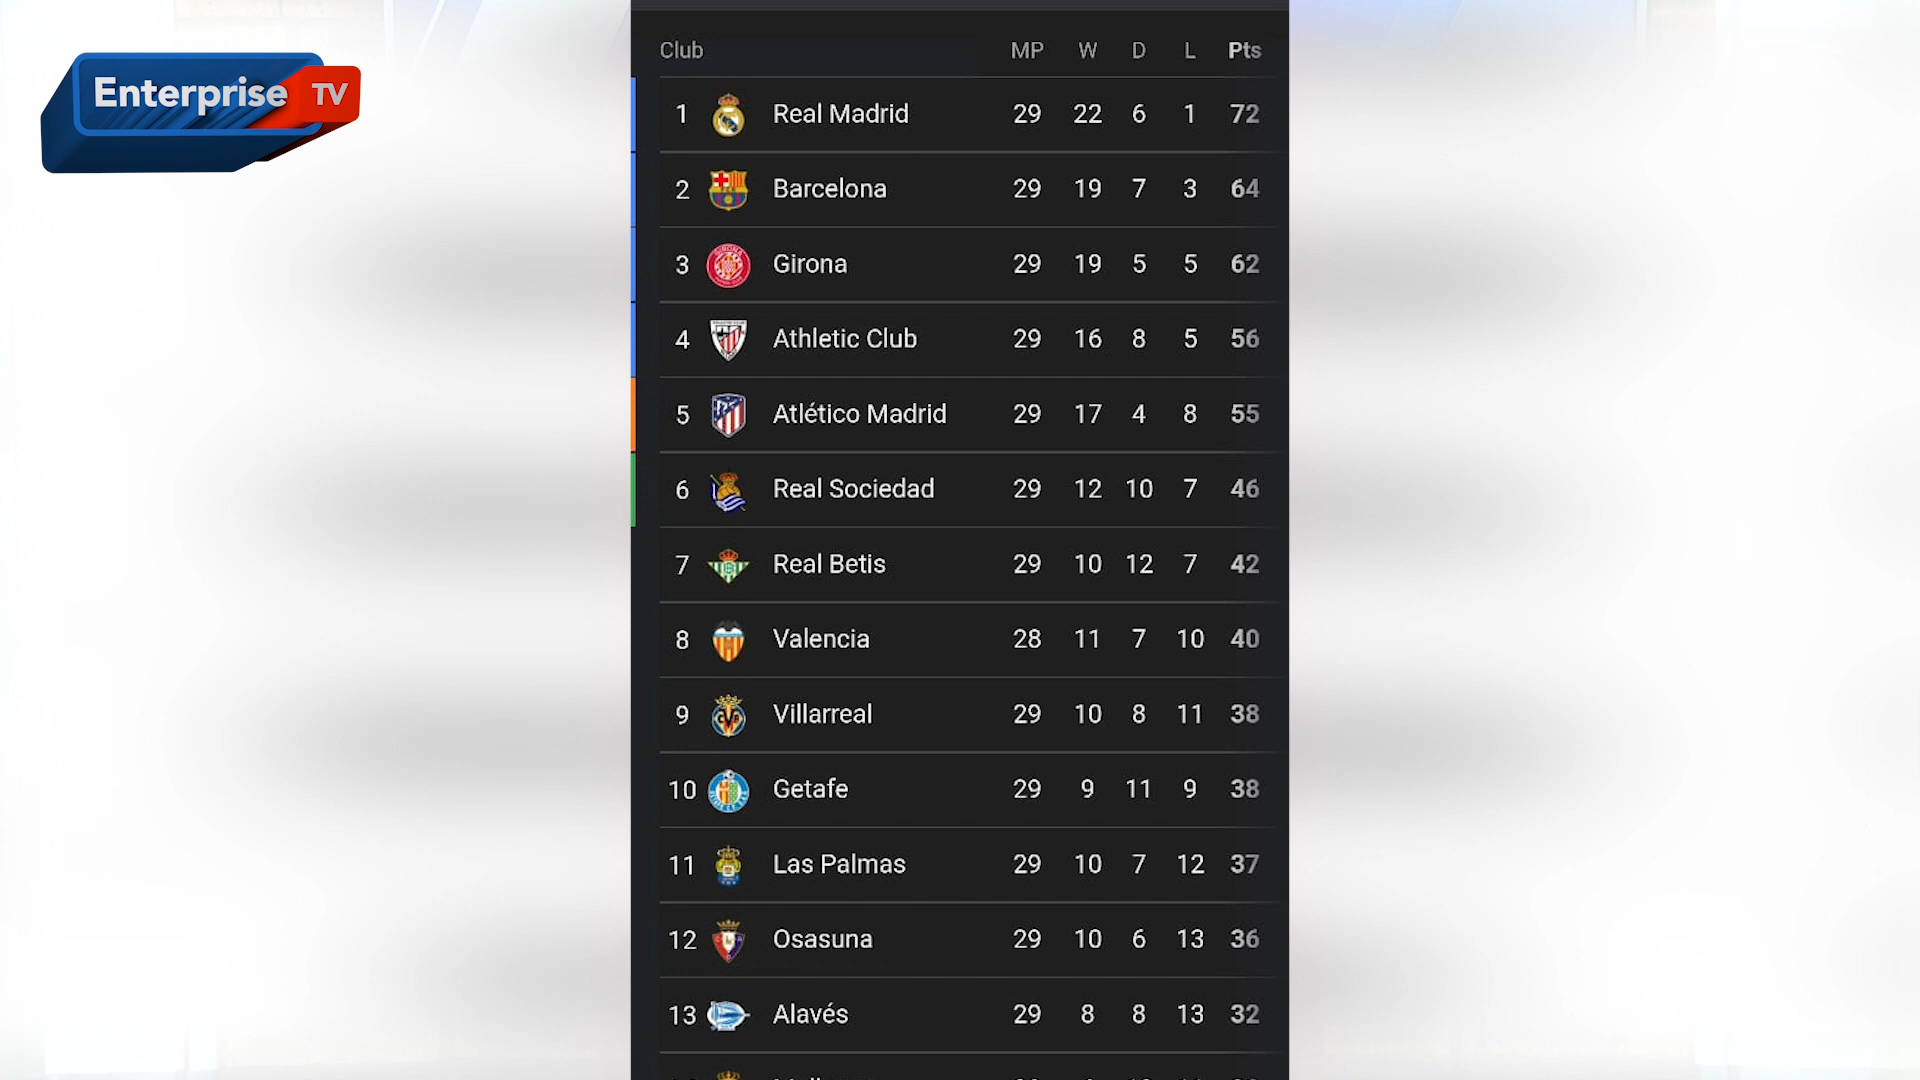 Enterprise TV
Club MP W D L Pts
1 Real Madrid 29 22 6 1 72
2 Barcelona 29 19 7 3 64
3 Girona 29 19 5 5 62
4 Athletic Club 29 16 8 5 56
5 Atlético Madrid 29 17 4 8 55
6 Real Sociedad 29 12 10 7 46
7 Real Betis 29 10 12 7 42
8 Valencia 28 11 7 10 40
9 Villarreal 29 10 8 11 38
10 Getafe 29 9 11 9 38
11 Las Palmas 29 10 7 12 37
12 Osasuna 29 10 6 13 36
13 Alavés 29 8 8 13 32